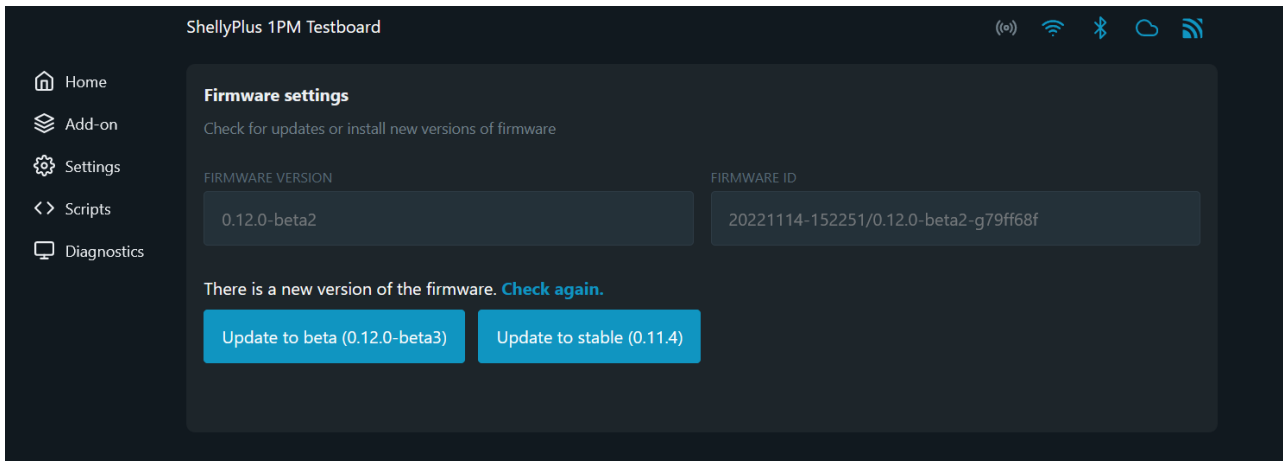 ShellyPlus 1PM Testboard
Home
Add-on
Settings
Scripts
Diagnostics
Firmware settings
Check for updates or install new versions of firmware
FIRMWARE VERSION
FIRMWARE ID
0.12.0-beta2
20221114-152251/0.12.0-beta2-g79ff68f
There is a new version of the firmware. Check again.
Update to beta (0.12.0-beta3)
Update to stable (0.11.4)